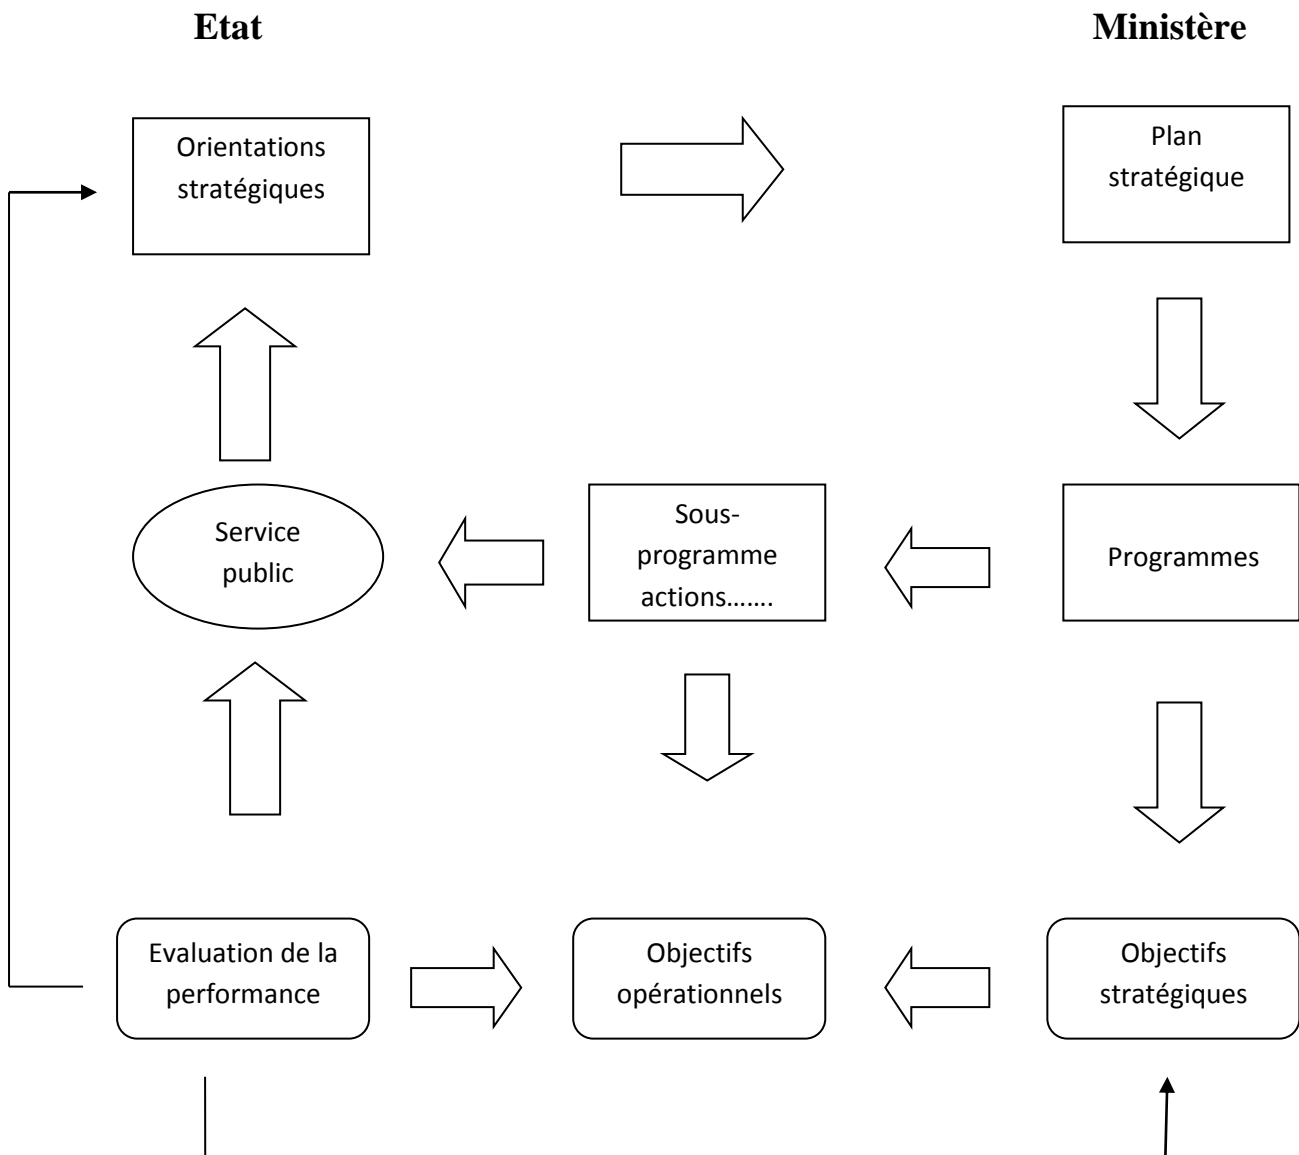 Etat
Ministère
Orientations
stratégiques
Plan
stratégique
Service
public
Sous-
programme
actions…….
Programmes
Evaluation de la
performance
Objectifs
opérationnels
Objectifs
stratégiques